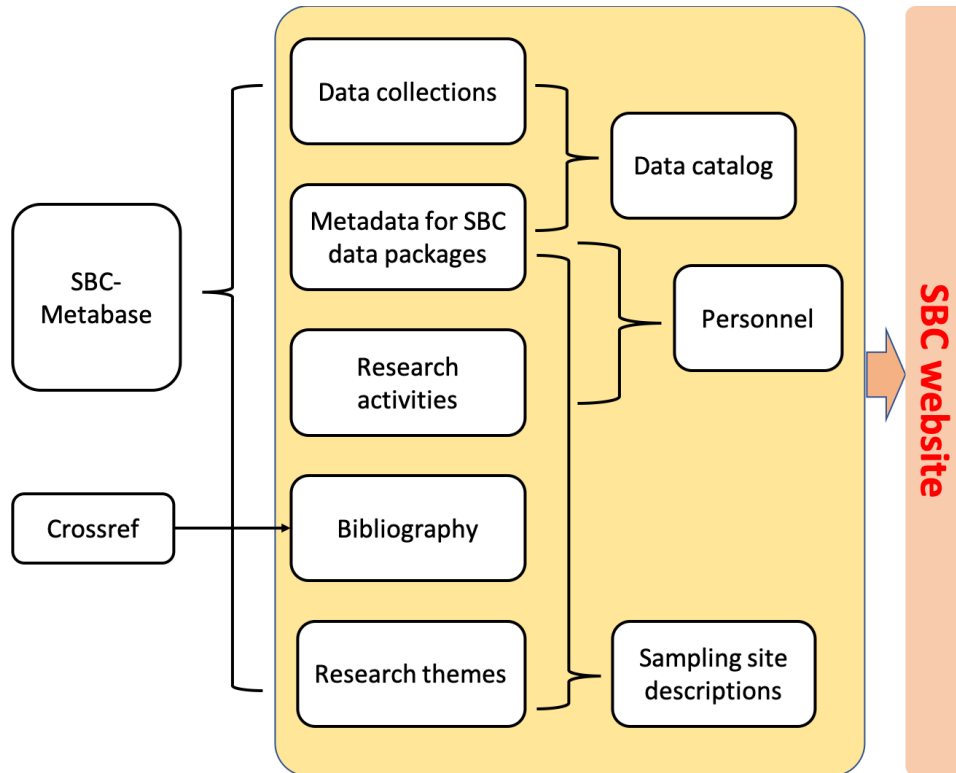 SBC-
Metabase
Crossref
Data collections
Metadata for SBC
data packages
Research
activities
Bibliography
Research themes
Data catalog
Personnel
Sampling site
descriptions
SBC website